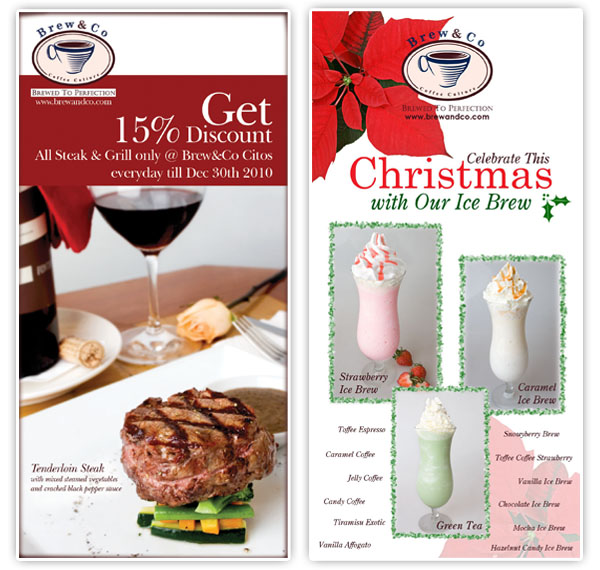 Brew&Co
Coffee Culture
BREWED TO PERFECTION
www.brewandco.com
Get
15% Discount
All Steak & Grill only @ Brew&Co Citos
everyday till Dec 30th 2010
Tenderloin Steak
with mixed steamed vegetables
and cracked black pepper sauce
Brew&Co
Coffee Culture
BREWED TO PERFECTION
www.brewandco.com
Celebrate This
Christmas
with Our Ice Brew
Strawberry
Ice Brew
Caramel
Ice Brew
Green Tea
Toffee Espresso
Caramel Coffee
Jelly Coffee
Candy Coffee
Tiramisu Exotic
Vanilla Affogato
Snowyberry Brew
Toffee Coffee Strawberry
Vanilla Ice Brew
Chocolate Ice Brew
Mocha Ice Brew
Hazelnut Candy Ice Brew